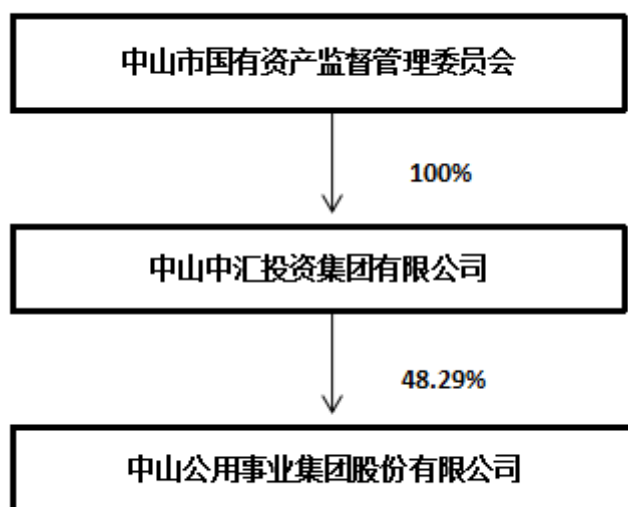 中山市国有资产监督管理委员会
100%
中山中汇投资集团有限公司
48.29%
中山公用事业集团股份有限公司